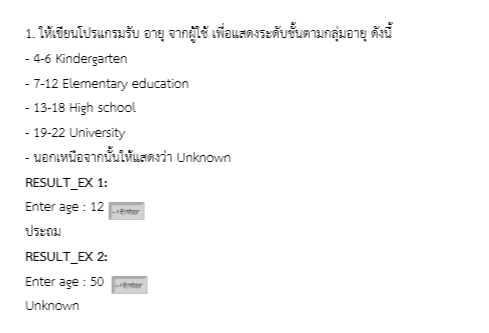 1. ให้เขียนโปรแกรมรับ อายุ จากผู้ใช้ เพื่อแสดงระดับชั้นตามกลุ่มอายุ ดังนี้
- 4-6 Kindergarten
- 7-12 Elementary education
- 13-18 High school
- 19-22 University
- นอกเหนือจากนั้นให้แสดงว่า Unknown
RESULT_EX 1:
Enter age : 12 ↵Enter
ประถม
RESULT_EX 2:
Enter age : 50 ↵Enter
Unknown